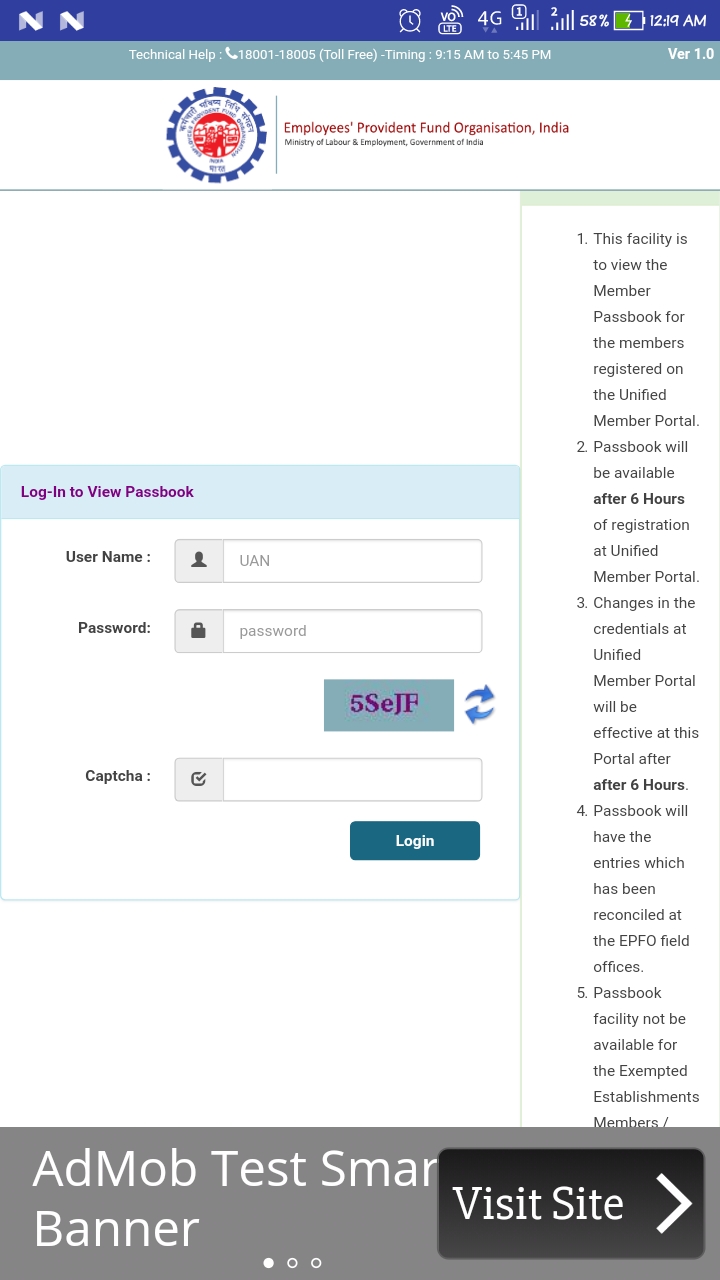 4G 1 2 58% 12:19 AM
VO LTE
Technical Help : 18001-18005 (Toll Free) -Timing : 9:15 AM to 5:45 PM
Ver 1.0
Employees' Provident Fund Organisation, India
Ministry of Labour & Employment, Government of India
Log-In to View Passbook
User Name :
UAN
Password:
password
5SeJF
Captcha :
Login
1. This facility is
to view the
Member
Passbook for
the members
registered on
the Unified
Member Portal.
2. Passbook will
be available
after 6 Hours
of registration
at Unified
Member Portal.
3. Changes in the
credentials at
Unified
Member Portal
will be
effective at this
Portal after
after 6 Hours.
4. Passbook will
have the
entries which
has been
reconciled at
the EPFO field
offices.
5. Passbook
facility not be
available for
the Exempted
Establishments
Members /
AdMob Test Smar
Banner
Visit Site